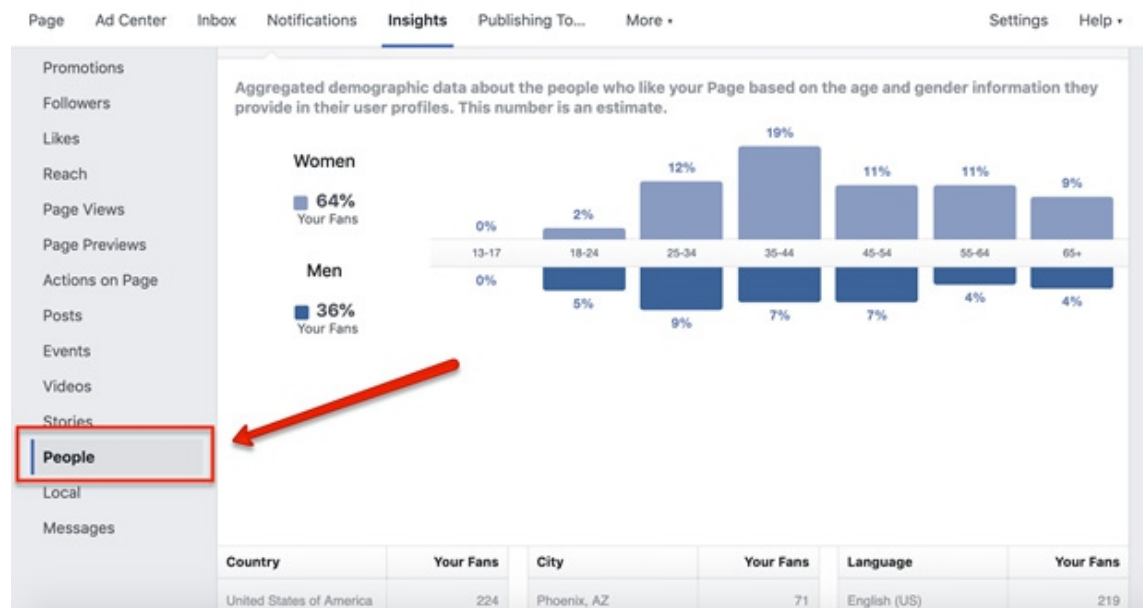 Page Ad Center Inbox Notifications Insights Publishing To... More Settings Help
Promotions
Followers
Likes
Reach
Page Views
Page Previews
Actions on Page
Posts
Events
Videos
Stories
People
Local
Messages
Aggregated demographic data about the people who like your Page based on the age and gender information they
provide in their user profiles. This number is an estimate.
Women
64%
Your Fans
0% 2% 12% 19% 11% 11% 9%
13-17 18-24 25-34 35-44 45-54 55-64 65+
Men
36%
Your Fans
0% 5% 9% 7% 7% 4% 4%
Country Your Fans City Your Fans Language Your Fans
United States of America 224 Phoenix, AZ 71 English (US) 219